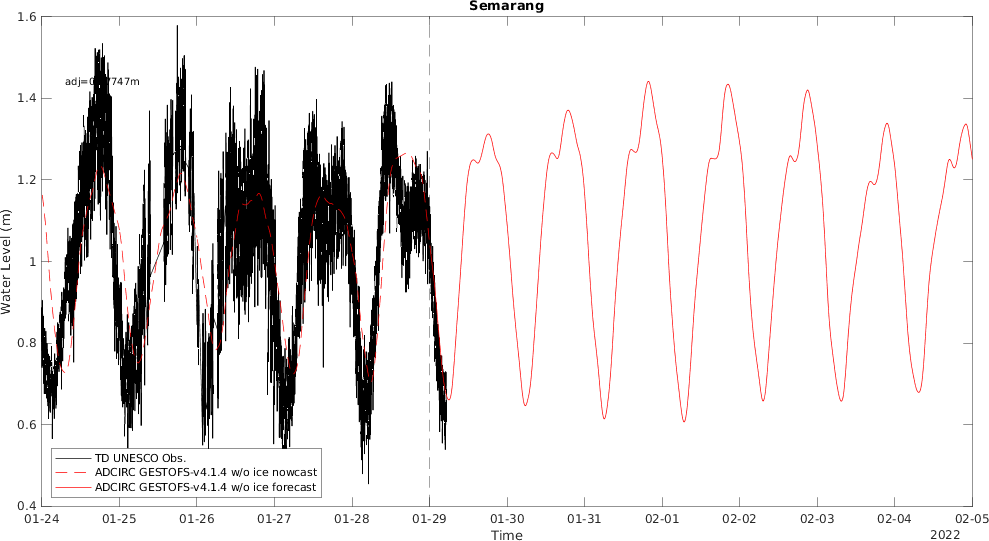 Semarang
1.6
1.4
1.2
1
0.8
0.6
0.4
Water Level (m)
TD UNESCO Obs.
ADCIRC GESTOFS-v4.1.4 w/o ice nowcast
ADCIRC GESTOFS-v4.1.4 w/o ice forecast
01-24 01-25 01-26 01-27 01-28 01-29 01-30 01-31 02-01 02-02 02-03 02-04 02-05
Time
2022